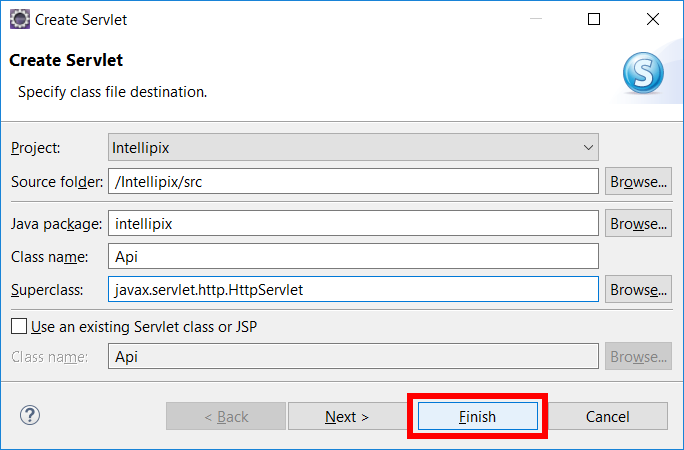 Create Servlet
Create Servlet
Specify class file destination.
S
Project: Intellipix
Source folder: /Intellipix/src Browse...
Java package: intellipix Browse...
Class name: Api
Superclass: javax.servlet.http.HttpServlet Browse...
Use an existing Servlet class or JSP
Class name: Api Browse...
? < Back Next > Finish Cancel